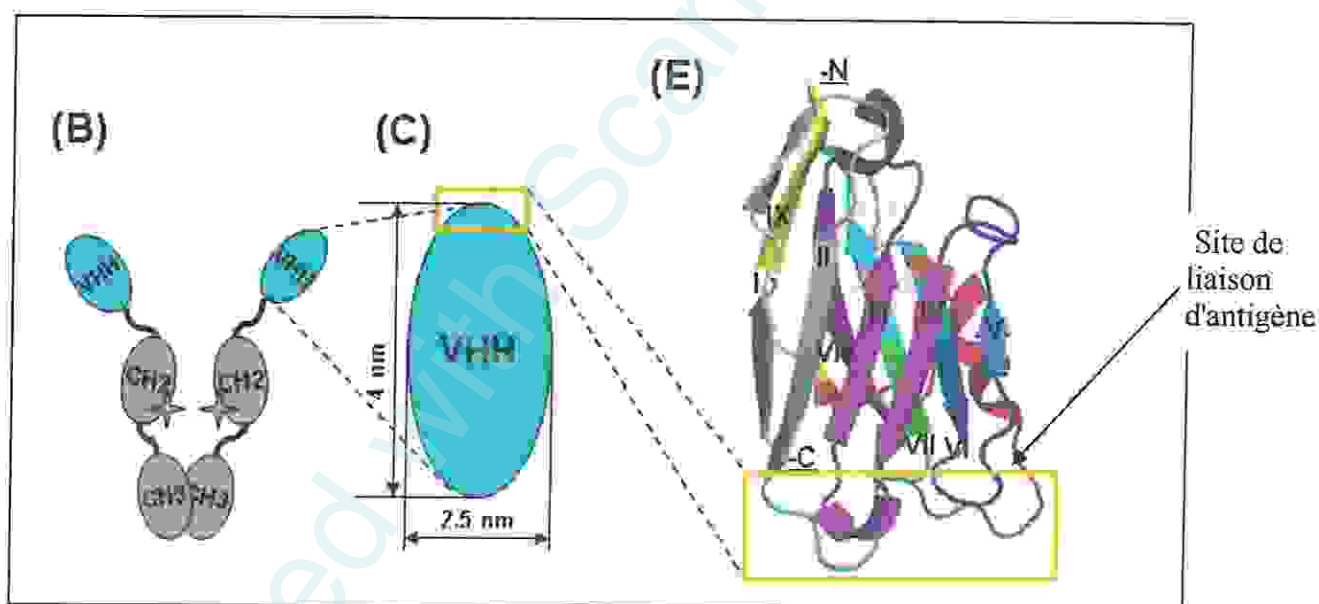 (B)
(C)
(E)
-N
VHH
VHH
CH2
CH2
CH3
CH3
VHH
4 nm
2.5 nm
IX
II
-C
VII VI
Site de
liaison
d'antigène